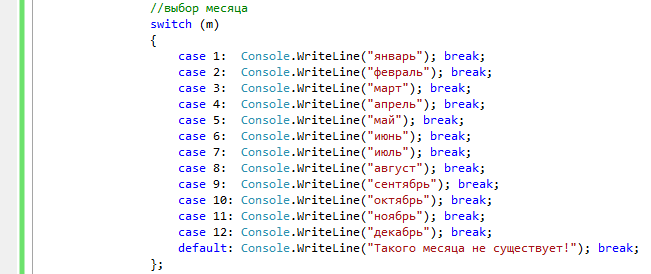 //выбор месяца
switch (m)
{
case 1:  Console.WriteLine("январь"); break;
case 2:  Console.WriteLine("февраль"); break;
case 3:  Console.WriteLine("март"); break;
case 4:  Console.WriteLine("апрель"); break;
case 5:  Console.WriteLine("май"); break;
case 6:  Console.WriteLine("июнь"); break;
case 7:  Console.WriteLine("июль"); break;
case 8:  Console.WriteLine("август"); break;
case 9:  Console.WriteLine("сентябрь"); break;
case 10: Console.WriteLine("октябрь"); break;
case 11: Console.WriteLine("ноябрь"); break;
case 12: Console.WriteLine("декабрь"); break;
default: Console.WriteLine("Такого месяца не существует!"); break;
};